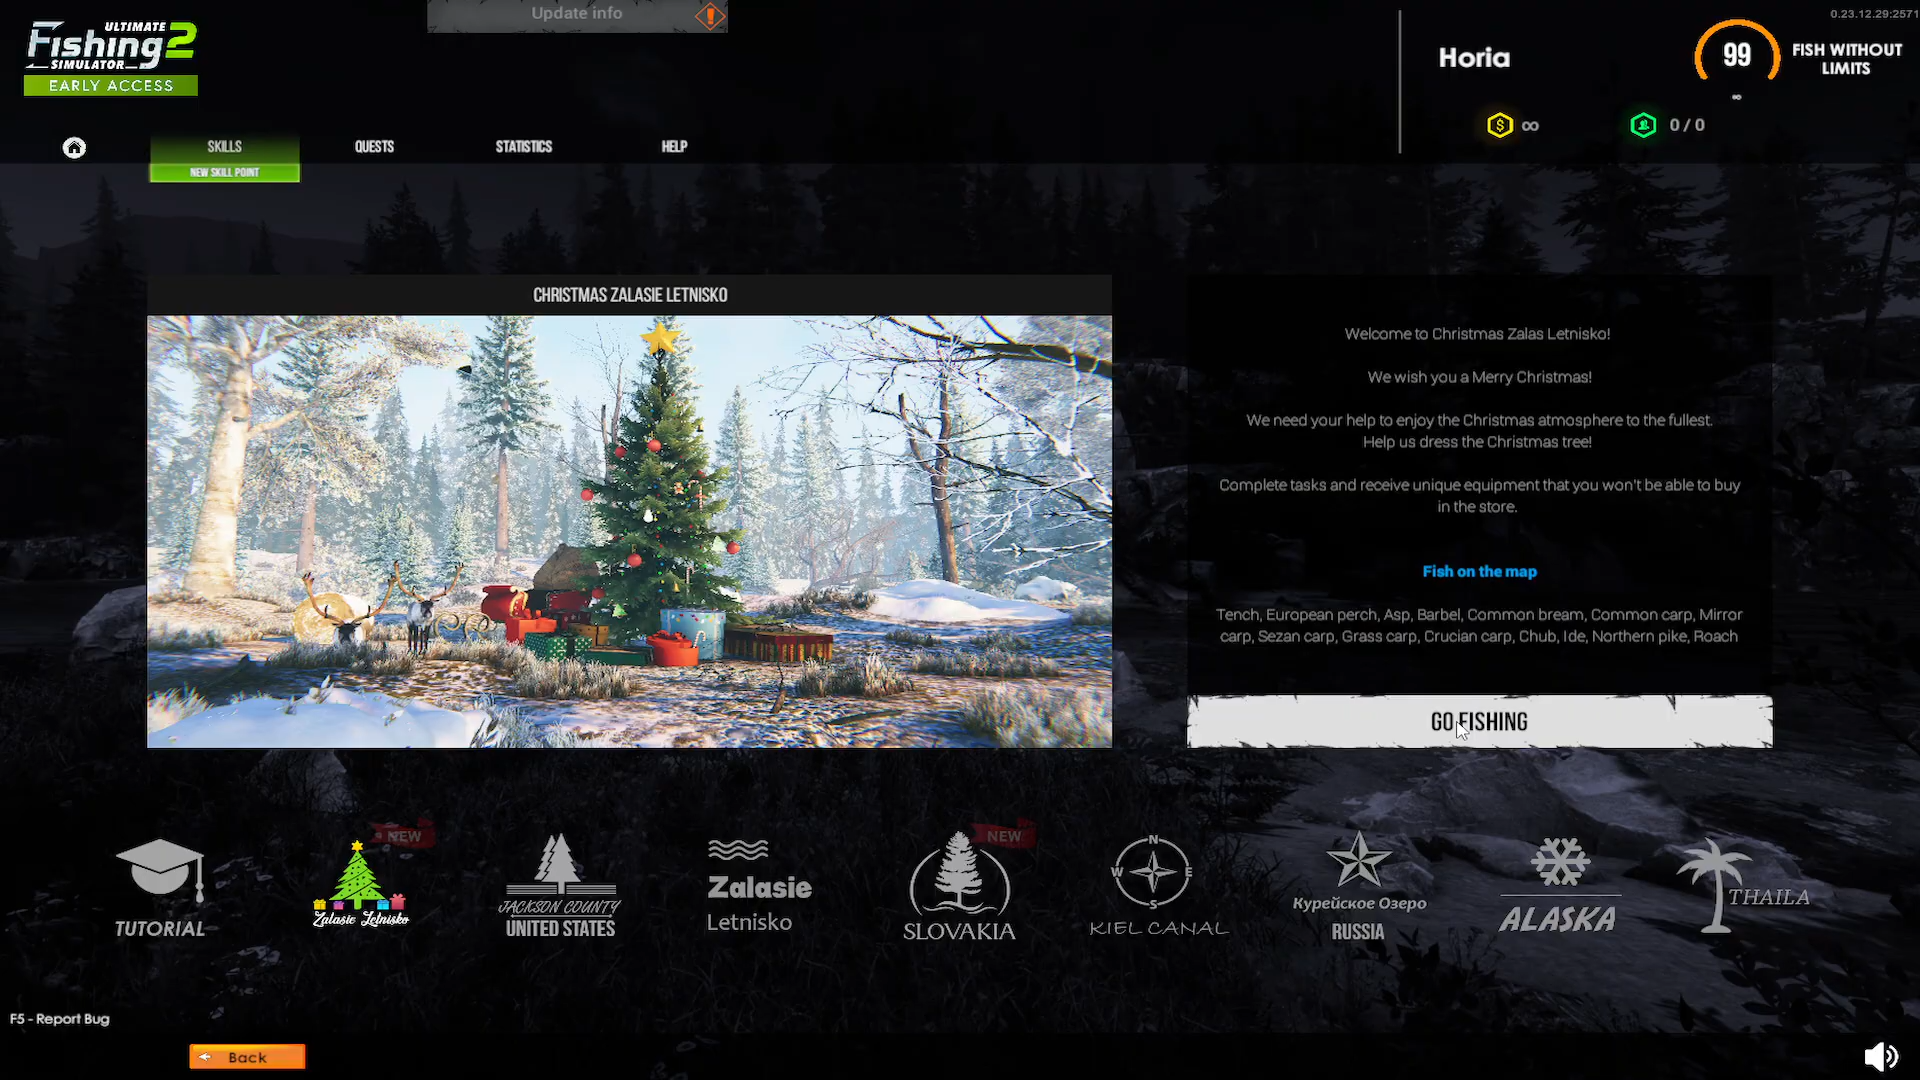 Update info
0.23.12.29:2571
ULTIMATE
Fishing 2
SIMULATOR
EARLY ACCESS
Horia
99
FISH WITHOUT
LIMITS
∞
∞
0 / 0
SKILLS
QUESTS
STATISTICS
HELP
NEW SKILL POINT
CHRISTMAS ZALASIE LETNISKO
Welcome to Christmas Zalas Letnisko!
We wish you a Merry Christmas!
We need your help to enjoy the Christmas atmosphere to the fullest.
Help us dress the Christmas tree!
Complete tasks and receive unique equipment that you won't be able to buy
in the store.
Fish on the map
Tench, European perch, Asp, Barbel, Common bream, Common carp, Mirror
carp, Sezan carp, Grass carp, Crucian carp, Chub, Ide, Northern pike, Roach
GO FISHING
TUTORIAL
NEW
Zalasie Letnisko
JACKSON COUNTY
UNITED STATES
Zalasie
Letnisko
NEW
SLOVAKIA
N
W E
S
KIEL CANAL
Курейское Озеро
RUSSIA
ALASKA
THAILA
F5 - Report Bug
Back